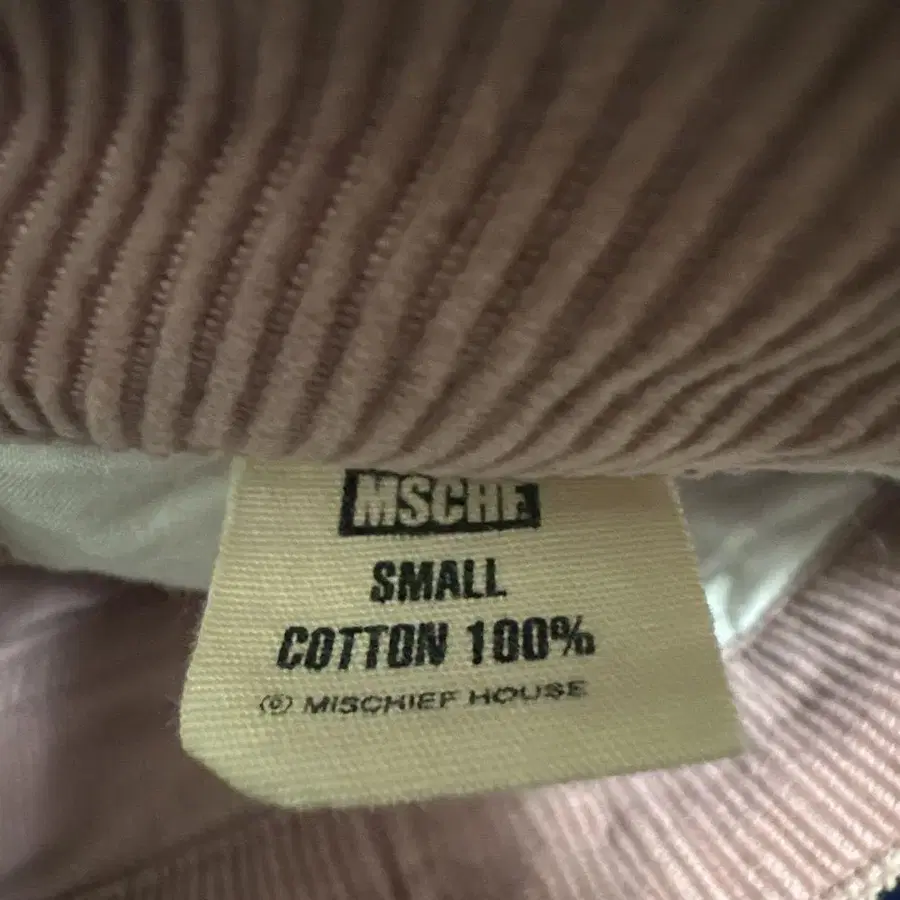 MSCHF
SMALL
COTTON 100%
© MISCHIEF HOUSE